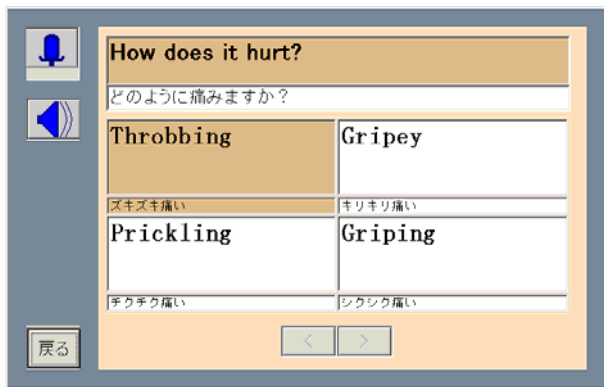 How does it hurt?
どのように痛みますか？
Throbbing
Gripey
ズキズキ痛い
キリキリ痛い
Prickling
Griping
チクチク痛い
シクシク痛い
戻る
< >